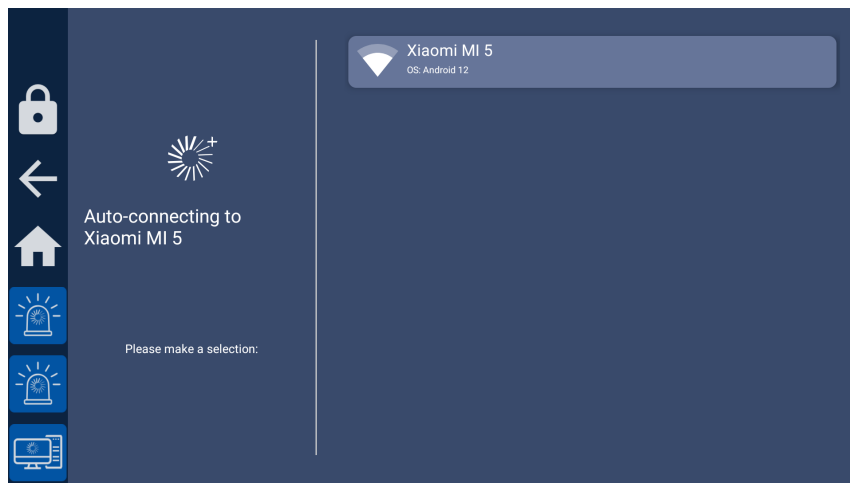 Auto-connecting to
Xiaomi MI 5
Please make a selection:
Xiaomi MI 5
OS: Android 12